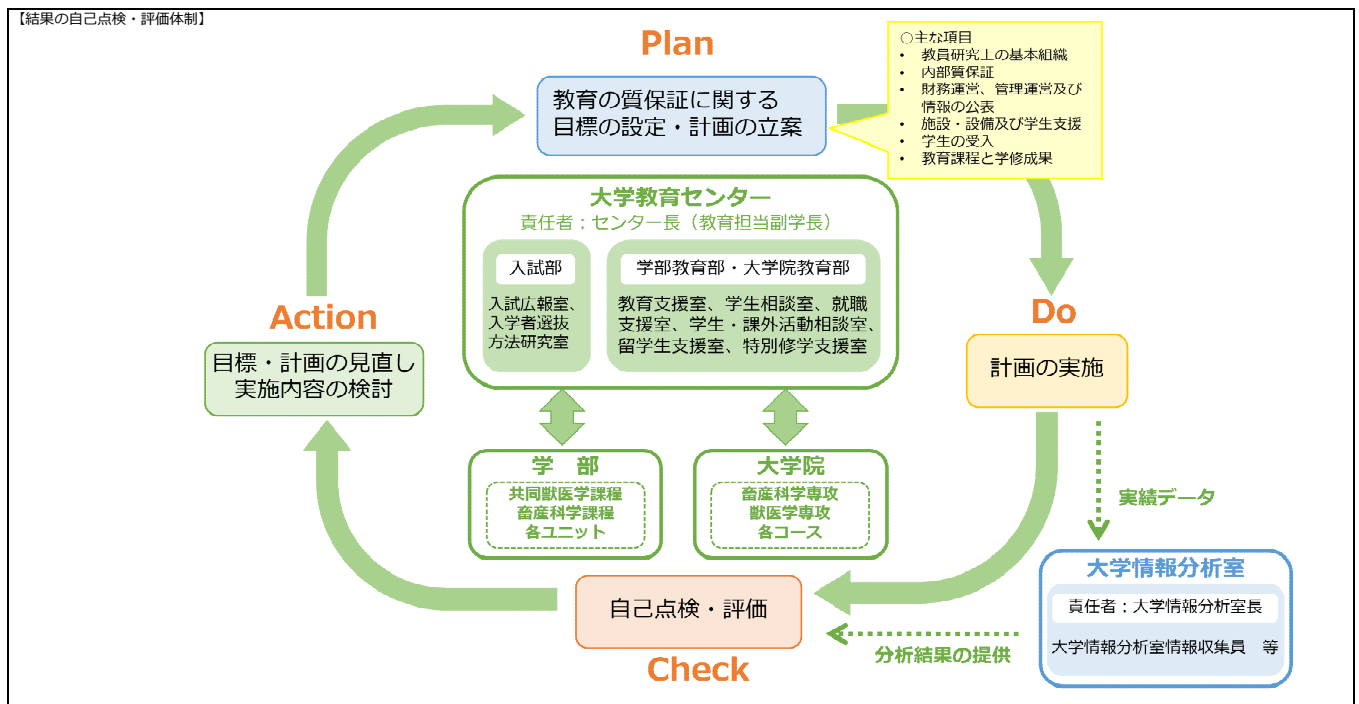 【結果の自己点検・評価体制】
Plan
教育の質保証に関する
目標の設定・計画の立案
○主な項目
• 教員研究上の基本組織
• 内部質保証
• 財務運営、管理運営及び
情報の公表
• 施設・設備及び学生支援
• 学生の受入
• 教育課程と学修成果
大学教育センター
責任者：センター長（教育担当副学長）
入試部
入試広報室、
入学者選抜
方法研究室
学部教育部・大学院教育部
教育支援室、学生相談室、就職
支援室、学生・課外活動相談室、
留学生支援室、特別修学支援室
Action
目標・計画の見直し
実施内容の検討
Do
計画の実施
学　部
共同獣医学課程
畜産科学課程
各ユニット
大学院
畜産科学専攻
獣医学専攻
各コース
実績データ
大学情報分析室
責任者：大学情報分析室長
大学情報分析室情報収集員　等
分析結果の提供
自己点検・評価
Check